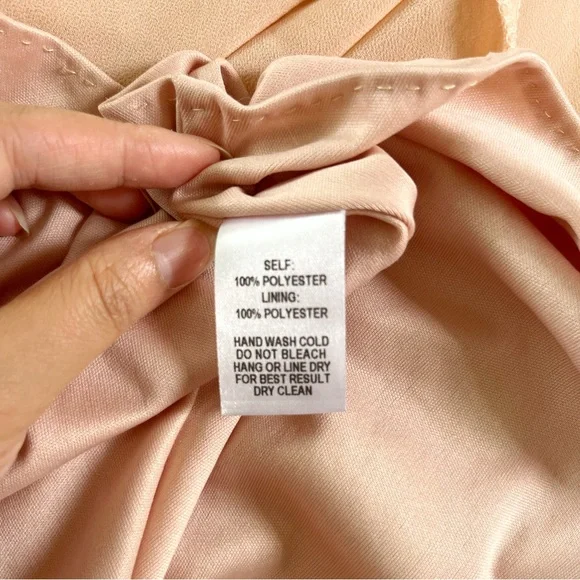 SELF:
100% POLYESTER
LINING:
100% POLYESTER
HAND WASH COLD
DO NOT BLEACH
HANG OR LINE DRY
FOR BEST RESULT
DRY CLEAN